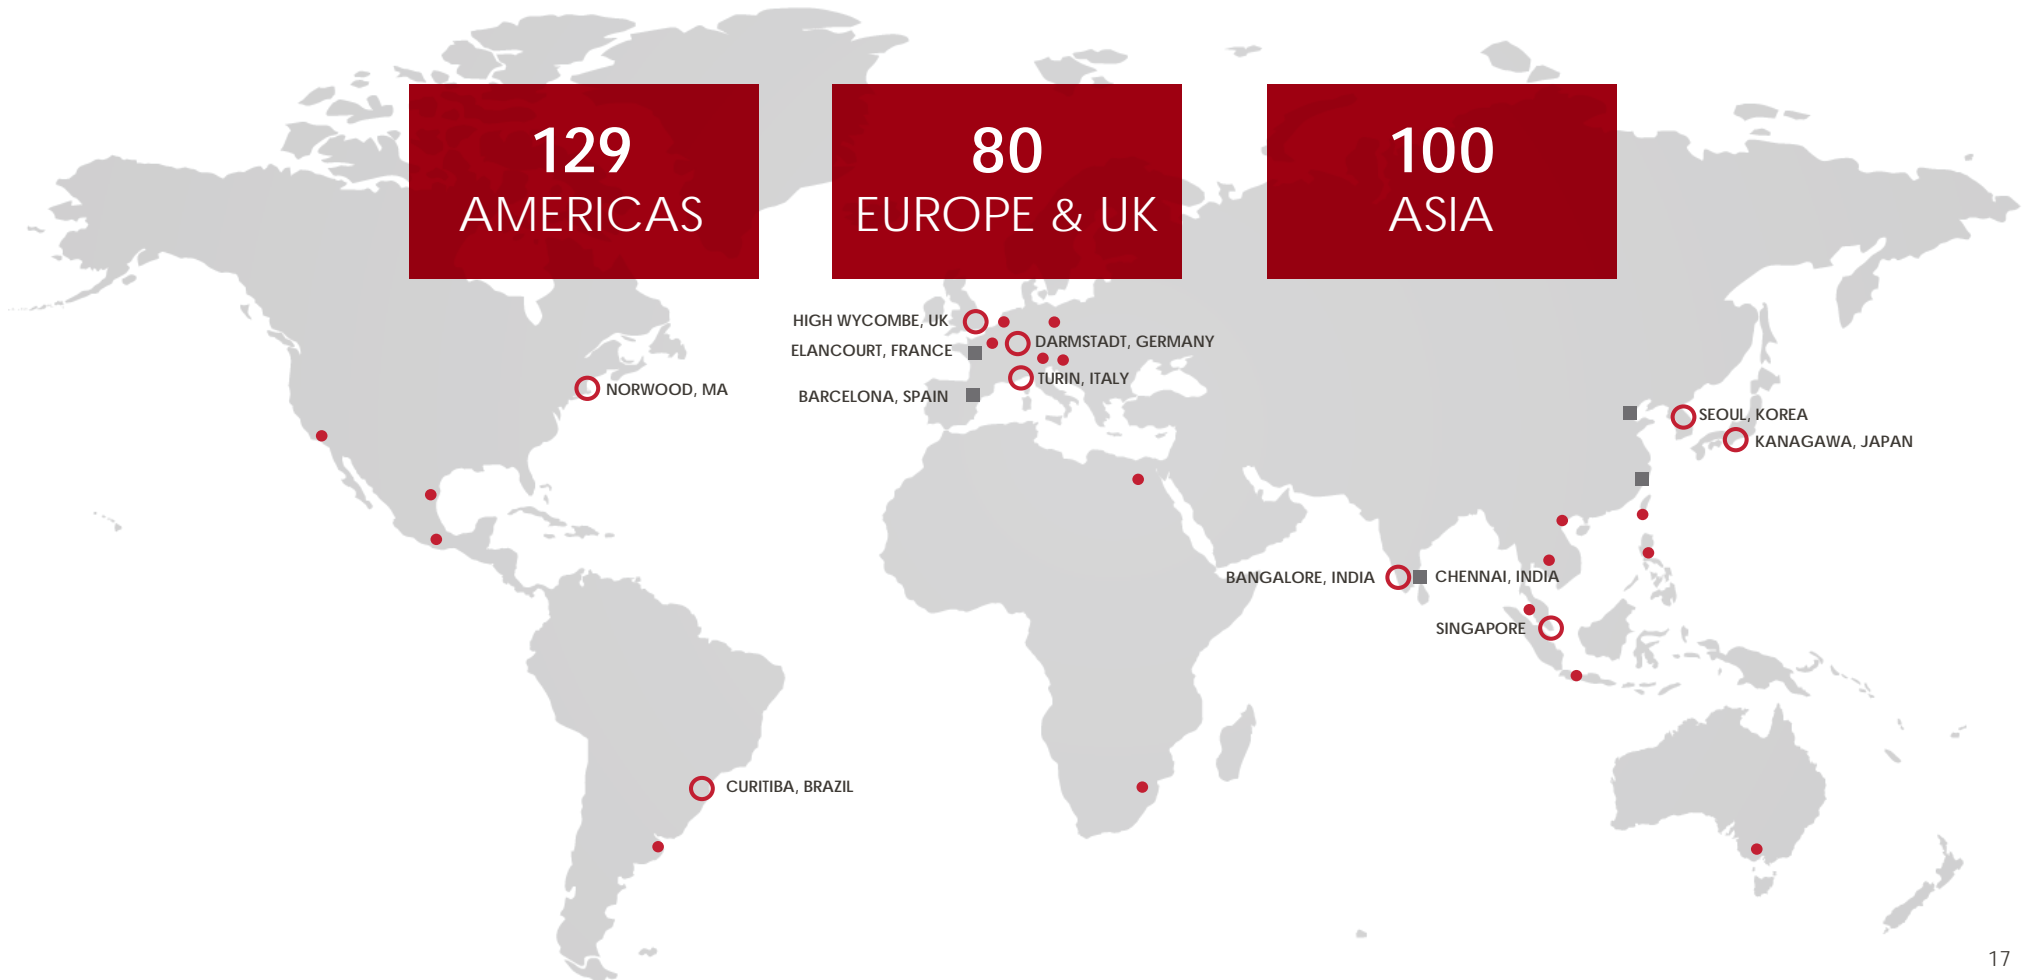 129
AMERICAS
80
EUROPE & UK
100
ASIA
HIGH WYCOMBE, UK
ELANCOURT, FRANCE
DARMSTADT, GERMANY
TURIN, ITALY
BARCELONA, SPAIN
NORWOOD, MA
SEOUL, KOREA
KANAGAWA, JAPAN
BANGALORE, INDIA
CHENNAI, INDIA
SINGAPORE
CURITIBA, BRAZIL
17